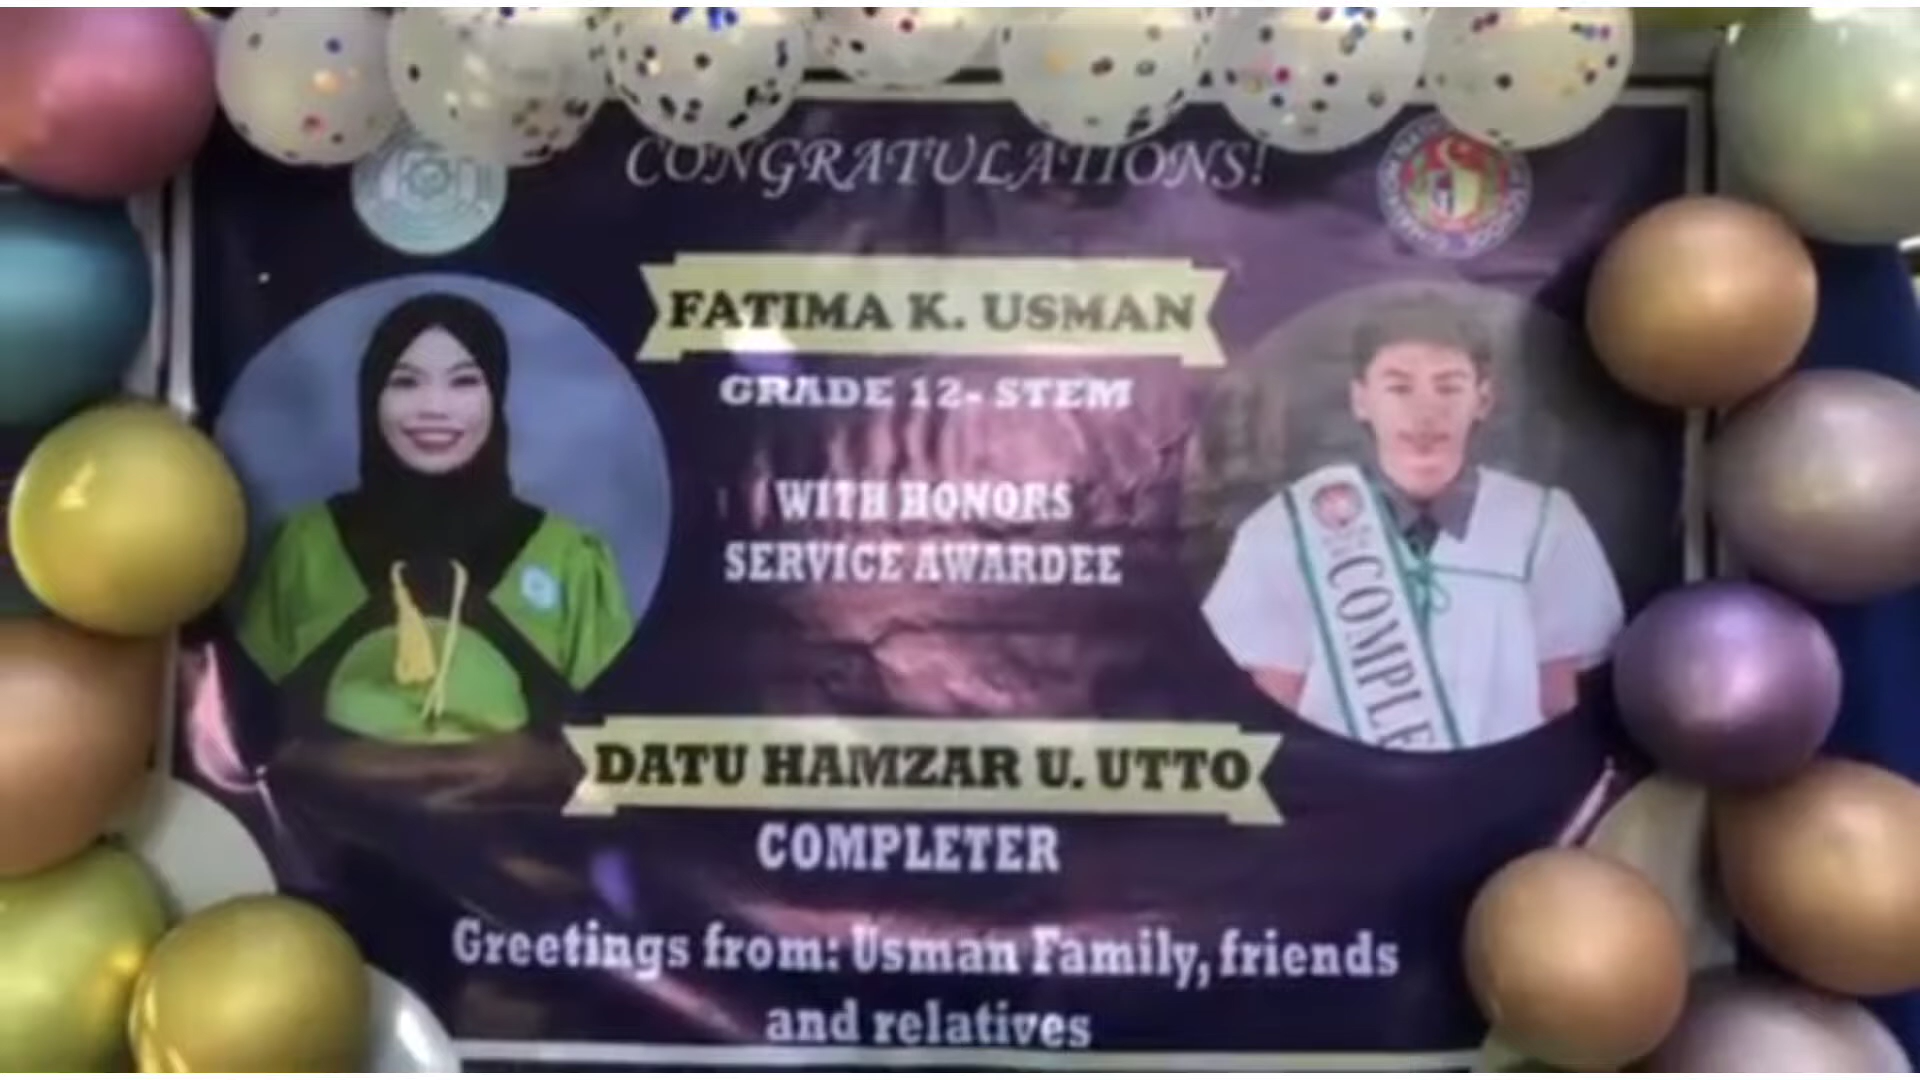 CONGRATULATIONS!
FATIMA K. USMAN
GRADE 12- STEM
WITH HONORS
SERVICE AWARDEE
COMPLE
DATU HAMZAR U. UTTO
COMPLETER
Greetings from: Usman Family, friends
and relatives